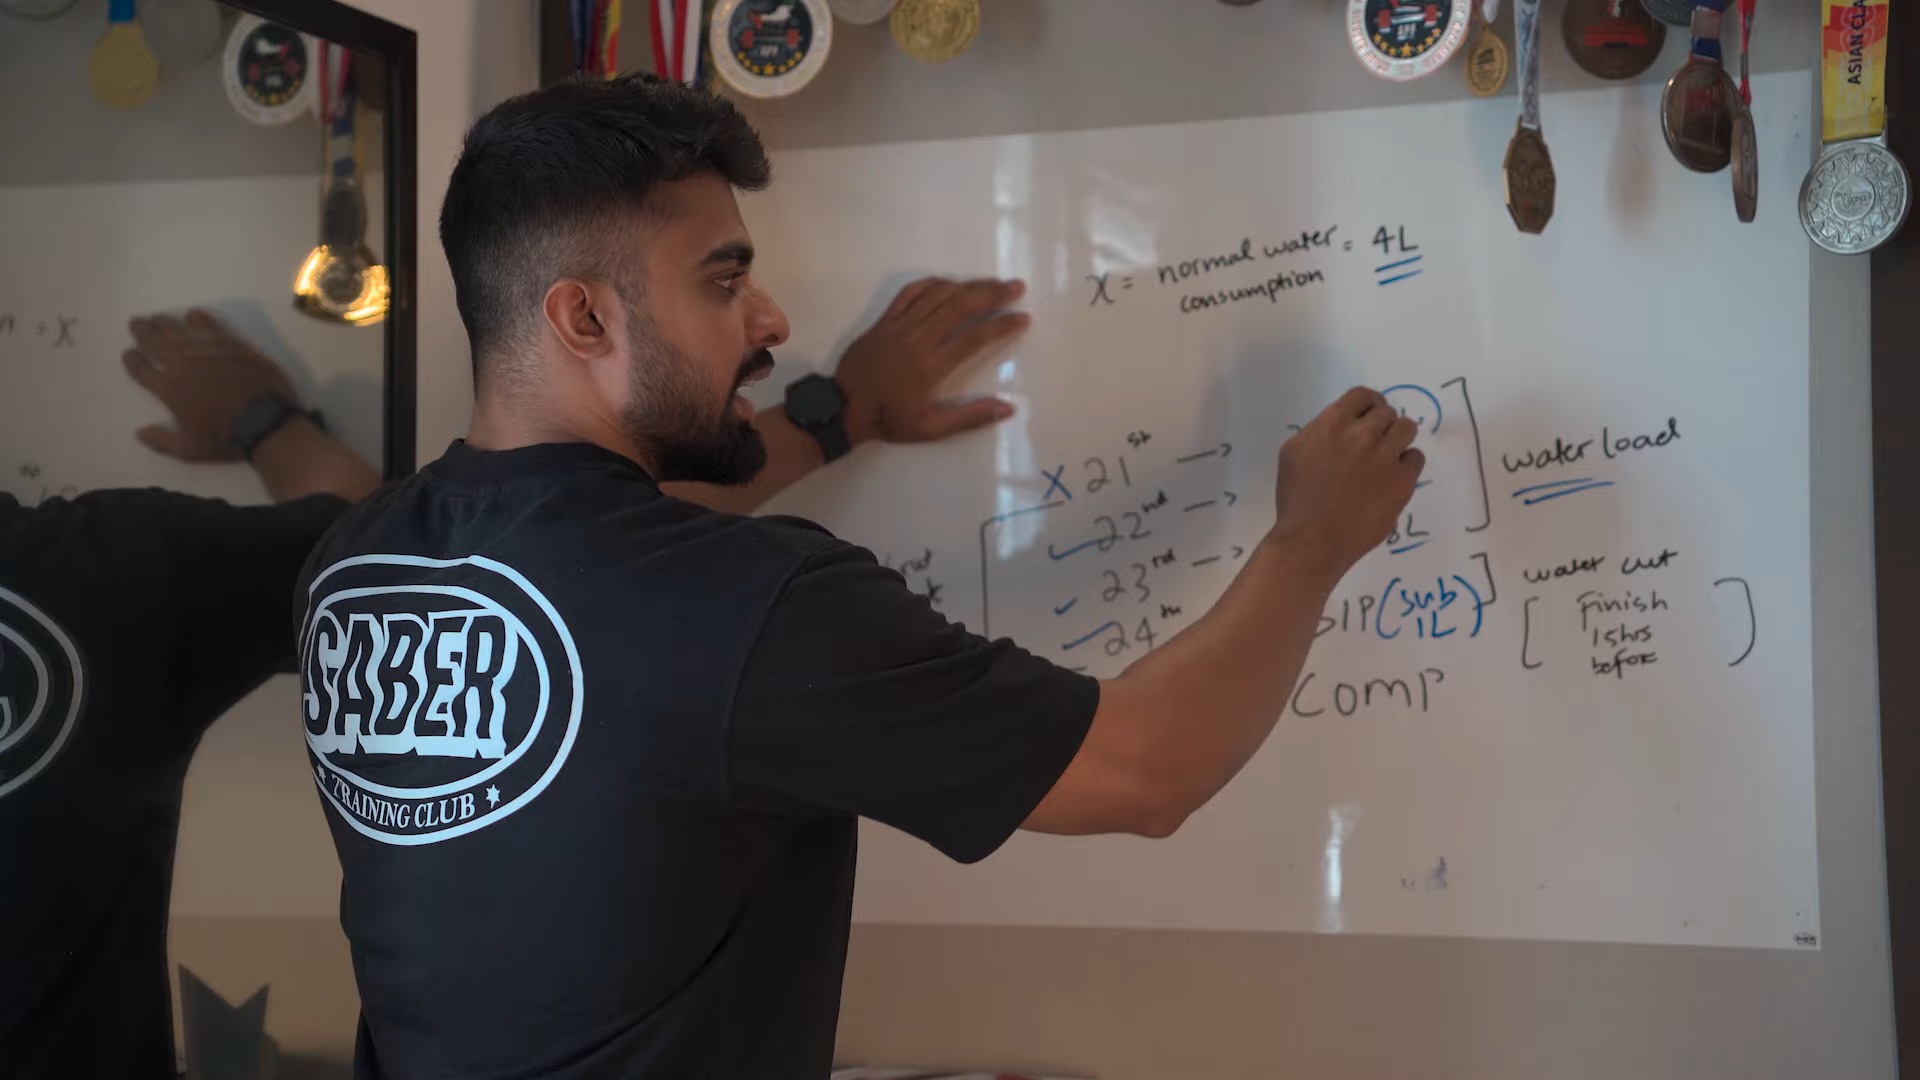 x = normal water = 4L
consumption
X 21st →
22nd →
23rd →
24th
8L
water load
SIP (sub 1L)
water cut
Finish
15hrs
before
Comp
SABER
TRAINING CLUB
ASIAN CLA